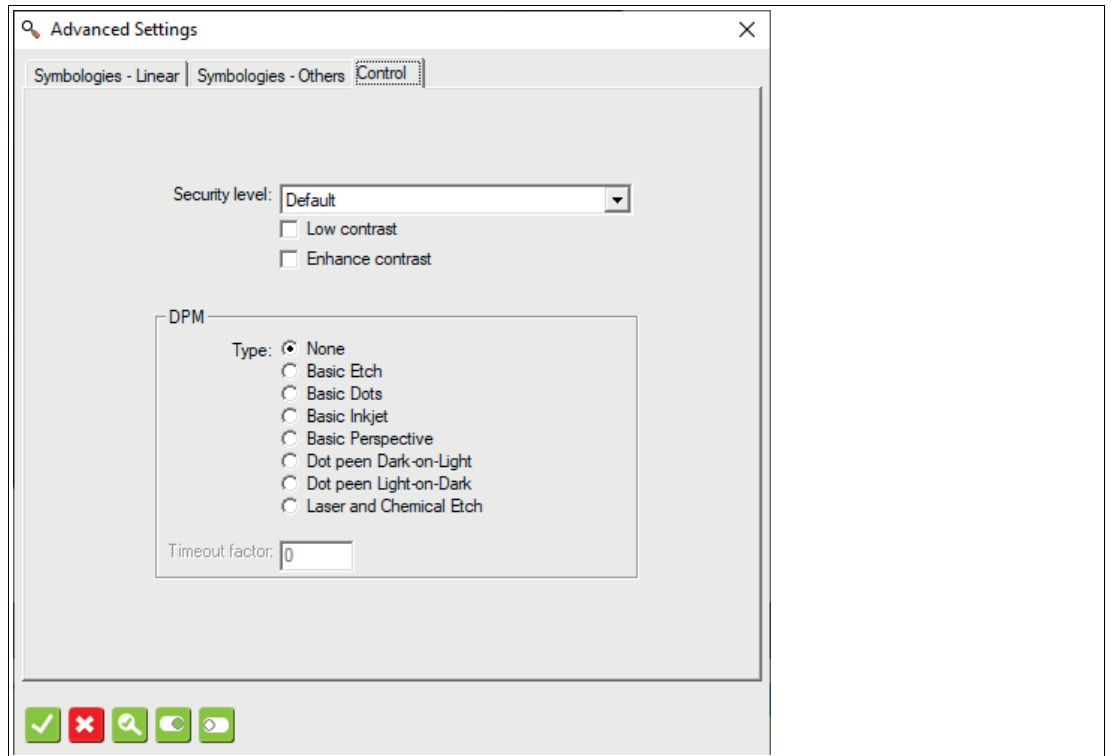 Advanced Settings
Symbologies - Linear Symbologies - Others Control
Security level: Default
Low contrast
Enhance contrast
DPM
Type: None
Basic Etch
Basic Dots
Basic Inkjet
Basic Perspective
Dot peen Dark-on-Light
Dot peen Light-on-Dark
Laser and Chemical Etch
Timeout factor: 0